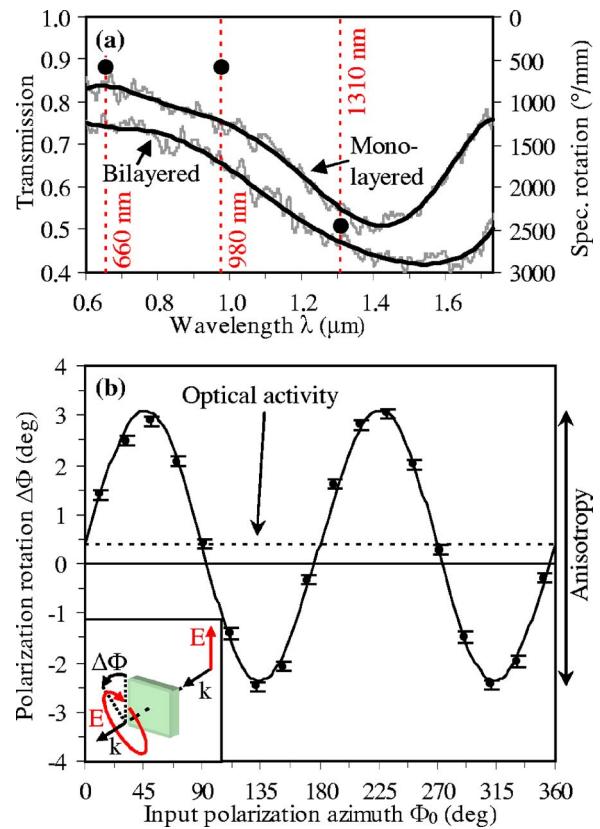 (a)
1.0
0.9
0.8
0.7
0.6
0.5
0.4
Transmission
0
500
1000
1500
2000
2500
3000
Spec. rotation (°/mm)
660 nm
980 nm
1310 nm
Bilayered
Mono-
layered
0.6 0.8 1.0 1.2 1.4 1.6
Wavelength λ (μm)
(b)
4
3
2
1
0
-1
-2
-3
-4
Polarization rotation ΔΦ (deg)
Optical activity
Anisotropy
E
k
ΔΦ
E
k
0 45 90 135 180 225 270 315 360
Input polarization azimuth Φ₀ (deg)